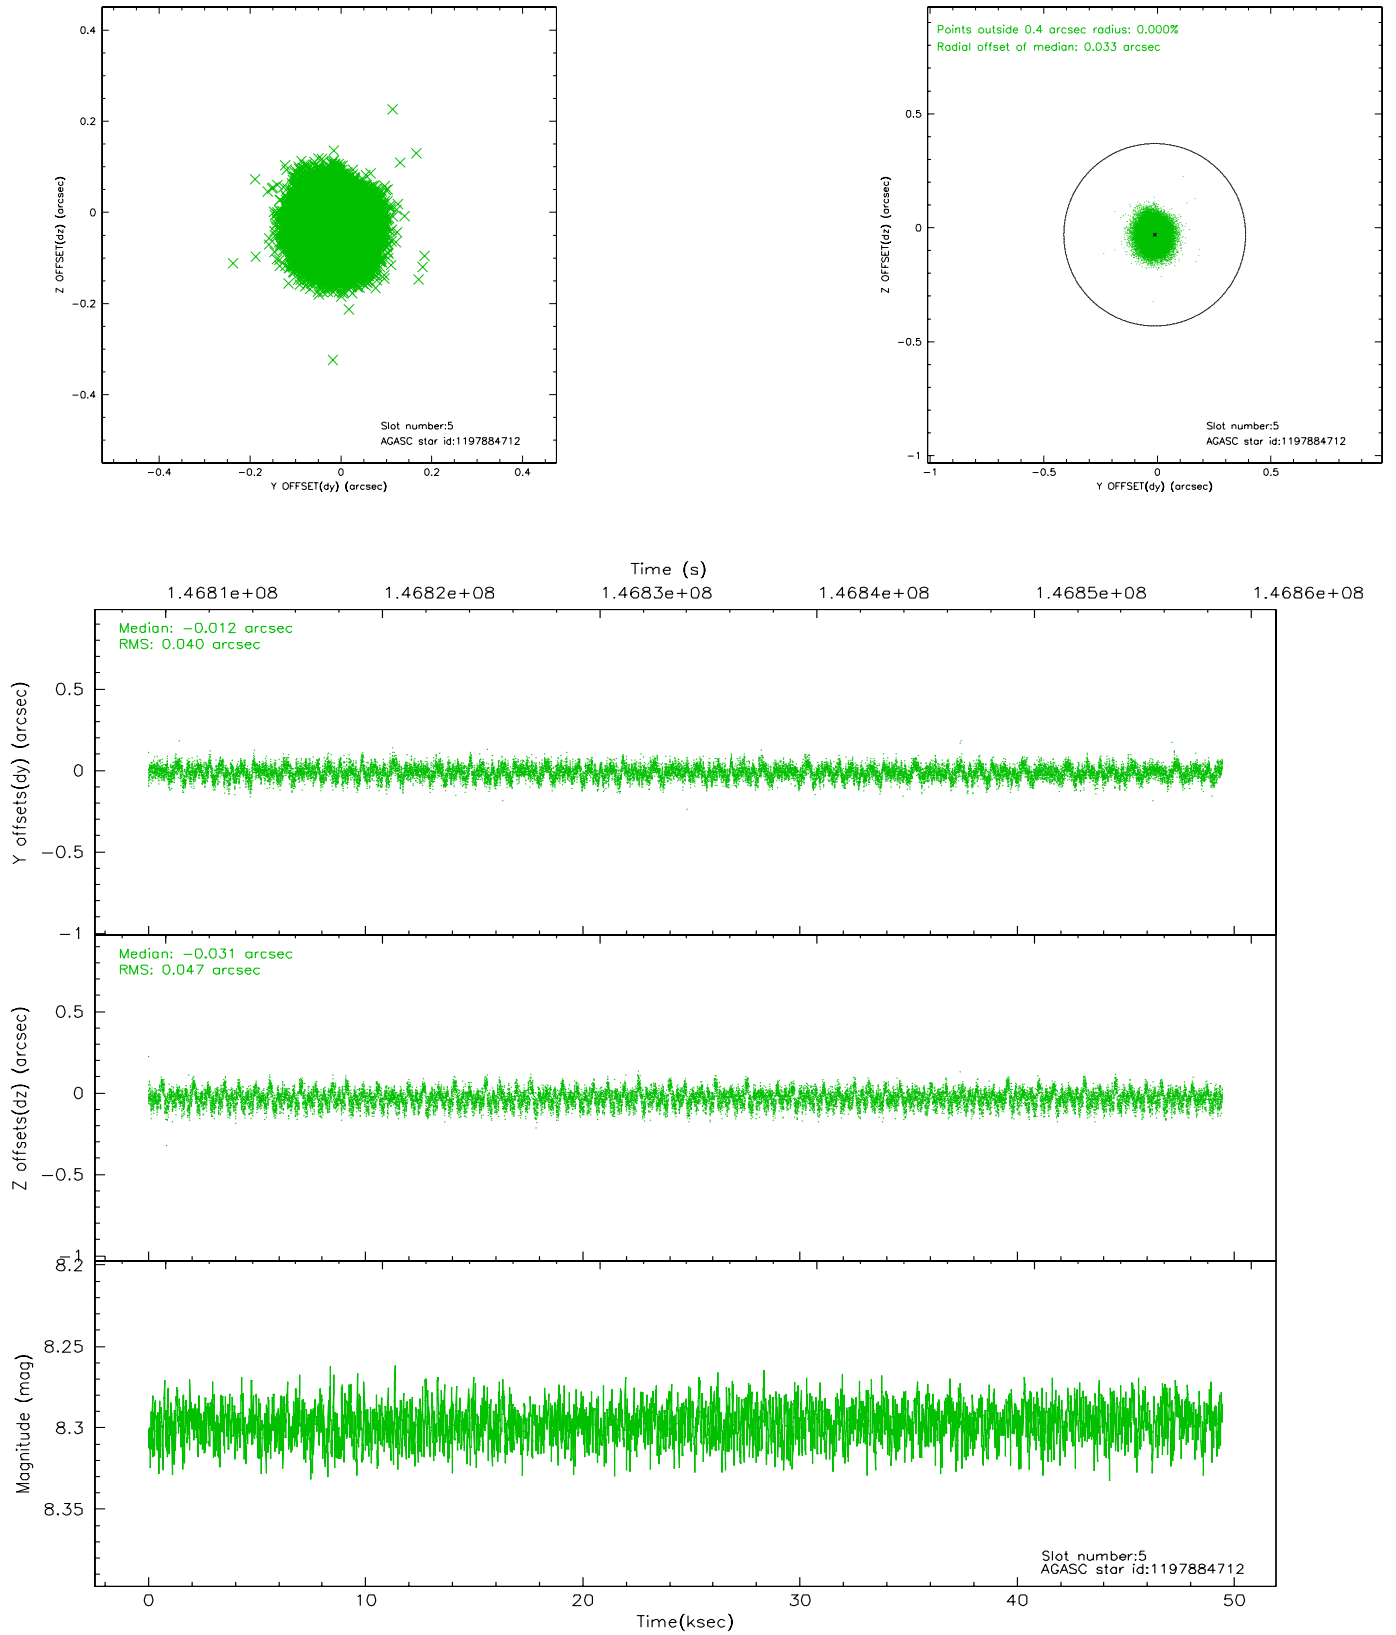 0.4
0.2
0
−0.2
−0.4
Z OFFSET(dz) (arcsec)
Slot number:5
AGASC star id:1197884712
−0.4 −0.2 0 0.2 0.4
Y OFFSET(dy) (arcsec)
Points outside 0.4 arcsec radius: 0.000%
Radial offset of median: 0.033 arcsec
0.5
0
−0.5
−1
Z OFFSET(dz) (arcsec)
Slot number:5
AGASC star id:1197884712
−1 −0.5 0 0.5
Y OFFSET(dy) (arcsec)
Time (s)
1.4681e+08 1.4682e+08 1.4683e+08 1.4684e+08 1.4685e+08 1.4686e+08
Median: −0.012 arcsec
RMS: 0.040 arcsec
0.5
0
−0.5
−1
Y offsets(dy) (arcsec)
Median: −0.031 arcsec
RMS: 0.047 arcsec
0.5
0
−0.5
−1
Z offsets(dz) (arcsec)
8.2
8.25
8.3
8.35
Magnitude (mag)
Slot number:5
AGASC star id:1197884712
0 10 20 30 40 50
Time(ksec)